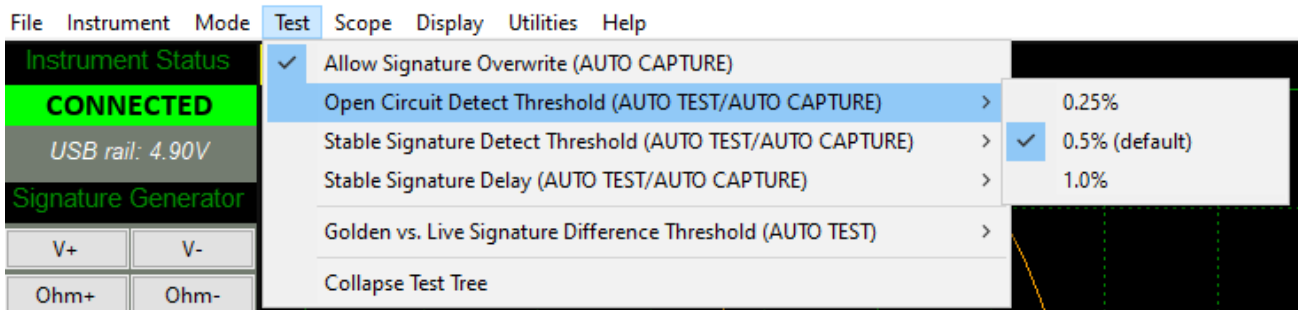 File Instrument Mode Test Scope Display Utilities Help
Instrument Status
CONNECTED
USB rail: 4.90V
Signature Generator
V+ V-
Ohm+ Ohm-
Allow Signature Overwrite (AUTO CAPTURE)
Open Circuit Detect Threshold (AUTO TEST/AUTO CAPTURE)
Stable Signature Detect Threshold (AUTO TEST/AUTO CAPTURE)
Stable Signature Delay (AUTO TEST/AUTO CAPTURE)
Golden vs. Live Signature Difference Threshold (AUTO TEST)
Collapse Test Tree
0.25%
0.5% (default)
1.0%